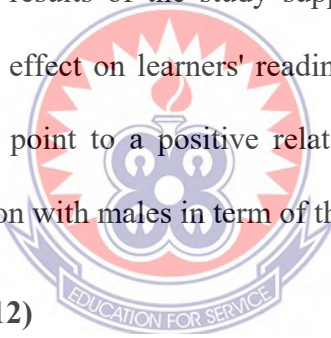 results of the study supp
effect on learners' readin
point to a positive relat
on with males in term of th
12)
EDUCATION FOR SERVICE